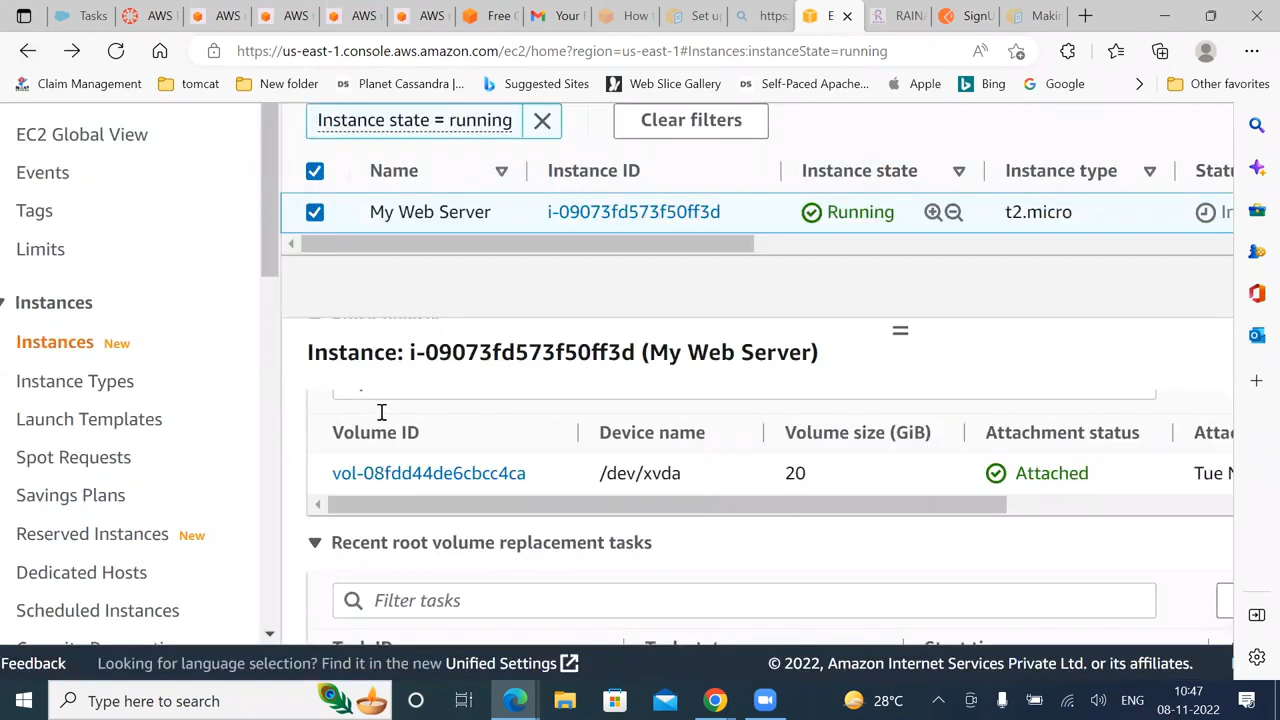 Tasks
AWS
AWS
AWS
AWS
AWS
Free
Your
How
Set up
https:
E
RAIN
SignU
Makin
https://us-east-1.console.aws.amazon.com/ec2/home?region=us-east-1#Instances:instanceState=running
Claim Management
tomcat
New folder
DS Planet Cassandra |...
Suggested Sites
Web Slice Gallery
DS Self-Paced Apache...
Apple
Bing
Google
Other favorites
EC2 Global View
Events
Tags
Limits
Instances
Instances New
Instance Types
Launch Templates
Spot Requests
Savings Plans
Reserved Instances New
Dedicated Hosts
Scheduled Instances
Instance state = running
Clear filters
Name Instance ID Instance state Instance type Statu
My Web Server i-09073fd573f50ff3d Running t2.micro In
Instance: i-09073fd573f50ff3d (My Web Server)
Volume ID Device name Volume size (GiB) Attachment status Attac
vol-08fdd44de6cbcc4ca /dev/xvda 20 Attached Tue N
Recent root volume replacement tasks
Filter tasks
Feedback Looking for language selection? Find it in the new Unified Settings © 2022, Amazon Internet Services Private Ltd. or its affiliates.
Type here to search
28°C
ENG
10:47
08-11-2022